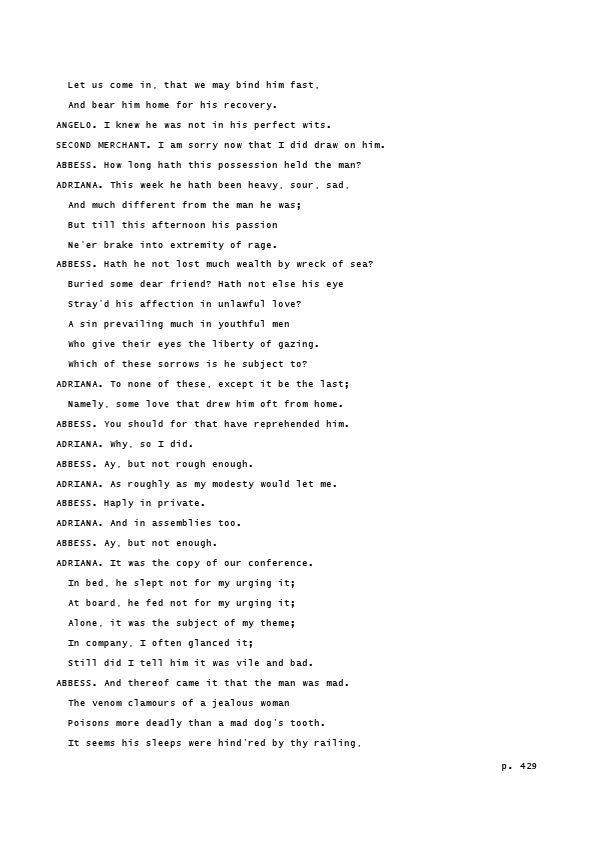 Let us come in, that we may bind him fast,
And bear him home for his recovery.
ANGELO. I knew he was not in his perfect wits.
SECOND MERCHANT. I am sorry now that I did draw on him.
ABBESS. How long hath this possession held the man?
ADRIANA. This week he hath been heavy, sour, sad,
And much different from the man he was;
But till this afternoon his passion
Ne'er brake into extremity of rage.
ABBESS. Hath he not lost much wealth by wreck of sea?
Buried some dear friend? Hath not else his eye
Stray'd his affection in unlawful love?
A sin prevailing much in youthful men
Who give their eyes the liberty of gazing.
Which of these sorrows is he subject to?
ADRIANA. To none of these, except it be the last;
Namely, some love that drew him oft from home.
ABBESS. You should for that have reprehended him.
ADRIANA. Why, so I did.
ABBESS. Ay, but not rough enough.
ADRIANA. As roughly as my modesty would let me.
ABBESS. Haply in private.
ADRIANA. And in assemblies too.
ABBESS. Ay, but not enough.
ADRIANA. It was the copy of our conference.
In bed, he slept not for my urging it;
At board, he fed not for my urging it;
Alone, it was the subject of my theme;
In company, I often glanced it;
Still did I tell him it was vile and bad.
ABBESS. And thereof came it that the man was mad.
The venom clamours of a jealous woman
Poisons more deadly than a mad dog's tooth.
It seems his sleeps were hind'red by thy railing,
p. 429